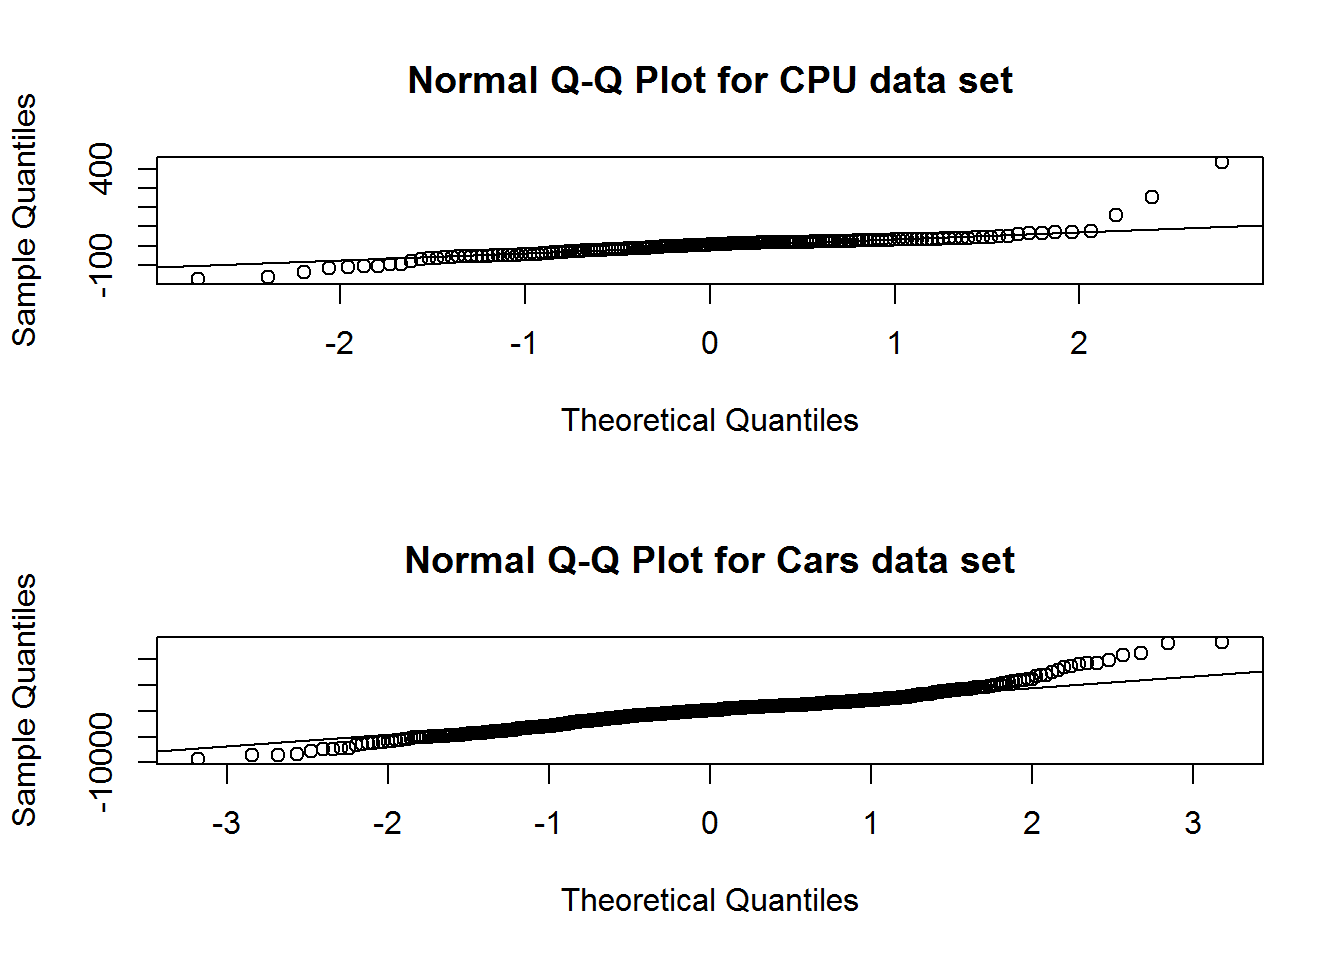 Normal Q-Q Plot for CPU data set
Sample Quantiles
400
-100
-2 -1 0 1 2
Theoretical Quantiles
Normal Q-Q Plot for Cars data set
Sample Quantiles
-10000
-3 -2 -1 0 1 2 3
Theoretical Quantiles